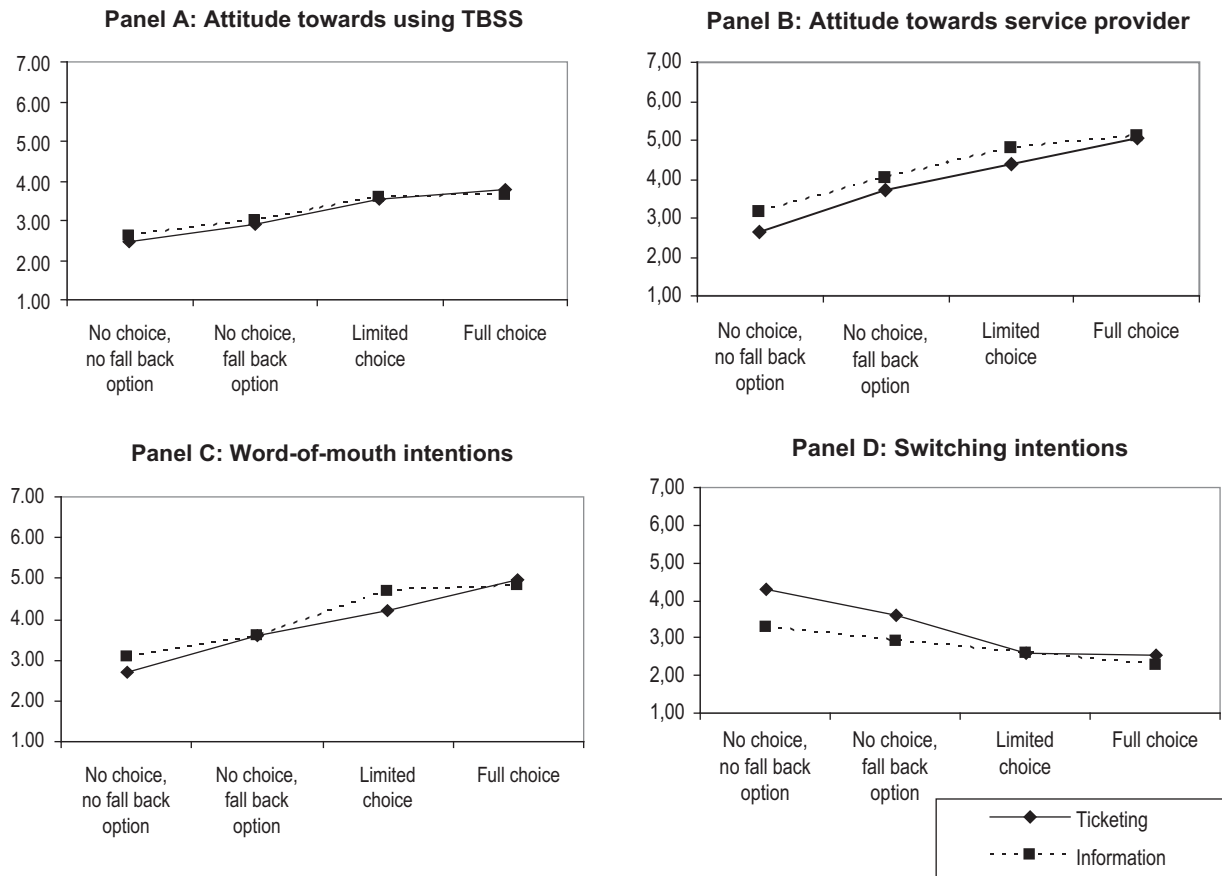 Panel A: Attitude towards using TBSS
7.00
6.00
5.00
4.00
3.00
2.00
1.00
No choice,
no fall back
option
No choice,
fall back
option
Limited
choice
Full choice
Panel B: Attitude towards service provider
7,00
6,00
5,00
4,00
3,00
2,00
1,00
No choice,
no fall back
option
No choice,
fall back
option
Limited
choice
Full choice
Panel C: Word-of-mouth intentions
7.00
6.00
5.00
4.00
3.00
2.00
1.00
No choice,
no fall back
option
No choice,
fall back
option
Limited
choice
Full choice
Panel D: Switching intentions
7,00
6,00
5,00
4,00
3,00
2,00
1,00
No choice,
no fall back
option
No choice,
fall back
option
Limited
choice
Full choice
Ticketing
Information